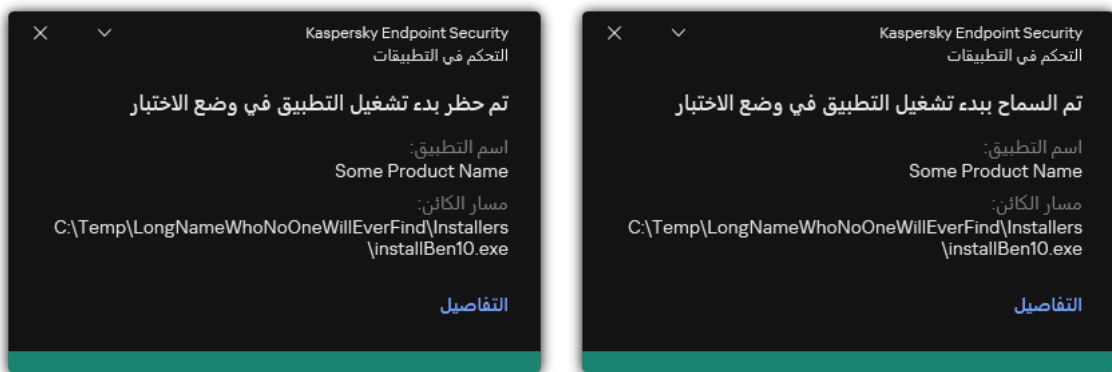 Kaspersky Endpoint Security
التحكم في التطبيقات
تم السماح ببدء تشغيل التطبيق في وضع الاختبار
اسم التطبيق:
Some Product Name
مسار الكائن:
C:\Temp\LongNameWhoNoOneWillEverFind\Installers
\installBen10.exe
التفاصيل
Kaspersky Endpoint Security
التحكم في التطبيقات
تم حظر بدء تشغيل التطبيق في وضع الاختبار
اسم التطبيق:
Some Product Name
مسار الكائن:
C:\Temp\LongNameWhoNoOneWillEverFind\Installers
\installBen10.exe
التفاصيل